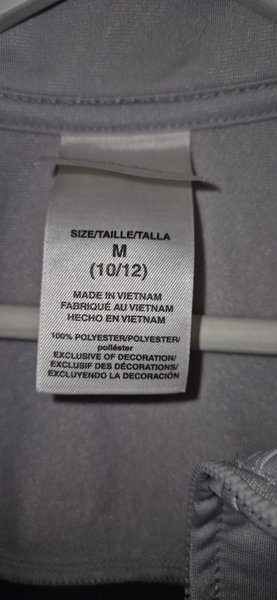 SIZE/TAILLE/TALLA
M
(10/12)
MADE IN VIETNAM
FABRIQUÉ AU VIETNAM
HECHO EN VIETNAM
100% POLYESTER/POLYESTER/
poliéster
EXCLUSIVE OF DECORATION/
EXCLUSIF DES DÉCORATIONS/
EXCLUYENDO LA DECORACIÓN